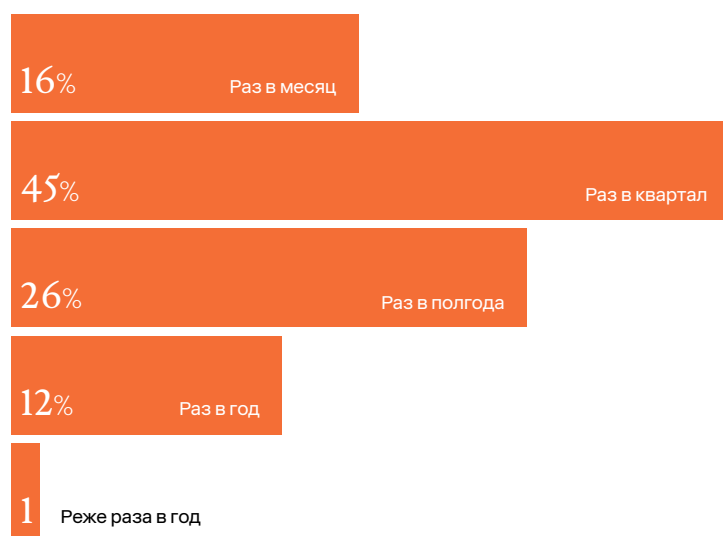 16% Раз в месяц
45% Раз в квартал
26% Раз в полгода
12% Раз в год
1 Реже раза в год